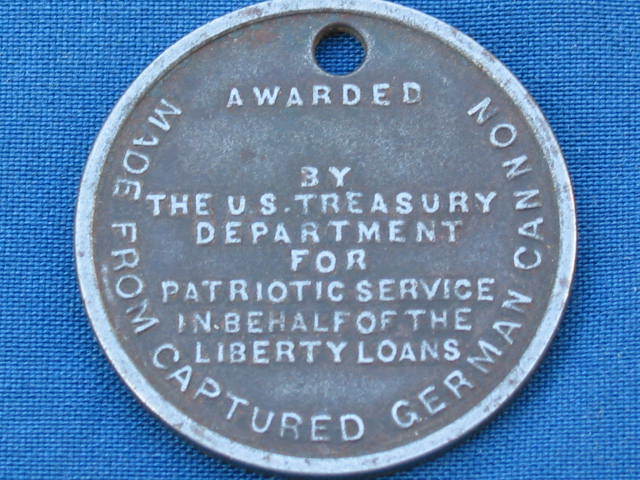 AWARDED
BY
THE U.S. TREASURY
DEPARTMENT
FOR
PATRIOTIC SERVICE
IN BEHALF OF THE
LIBERTY LOANS
MADE FROM CAPTURED GERMAN CANNON